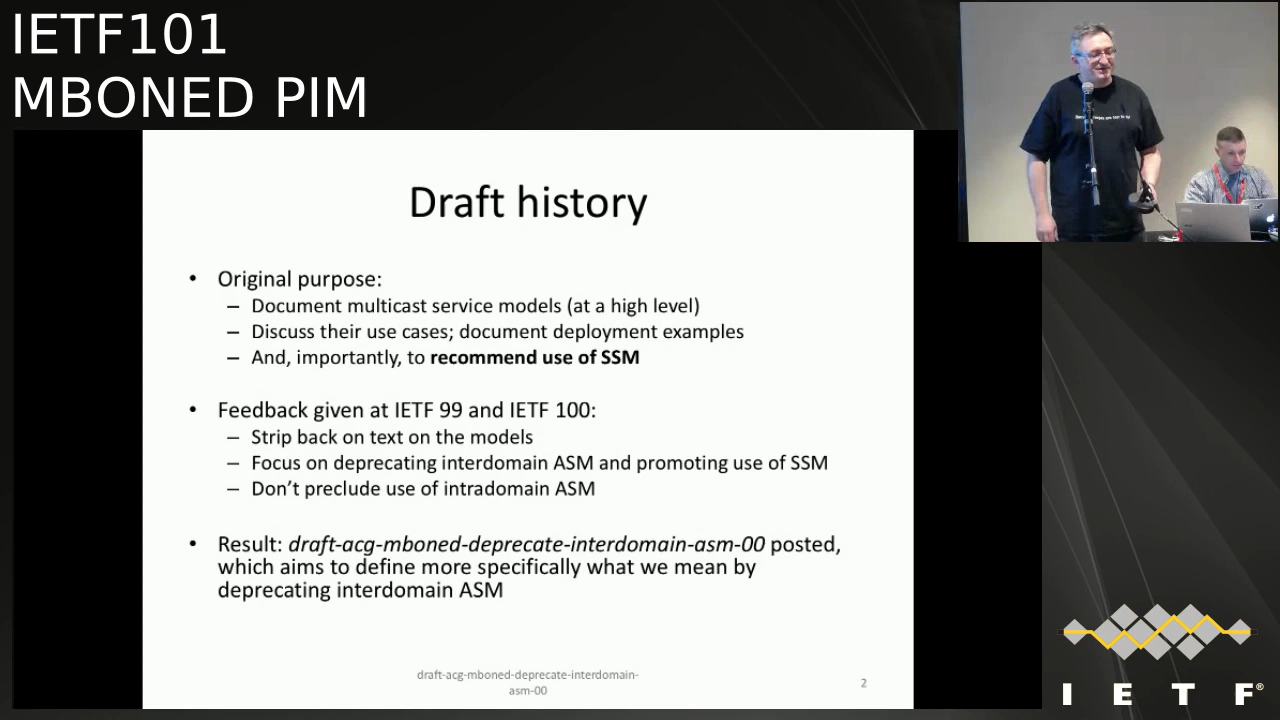 IETF101
MBONED PIM
Draft history
• Original purpose:
– Document multicast service models (at a high level)
– Discuss their use cases; document deployment examples
– And, importantly, to recommend use of SSM
• Feedback given at IETF 99 and IETF 100:
– Strip back on text on the models
– Focus on deprecating interdomain ASM and promoting use of SSM
– Don’t preclude use of intradomain ASM
• Result: draft-acg-mboned-deprecate-interdomain-asm-00 posted,
which aims to define more specifically what we mean by
deprecating interdomain ASM
draft-acg-mboned-deprecate-interdomain-
asm-00
2
I E T F®